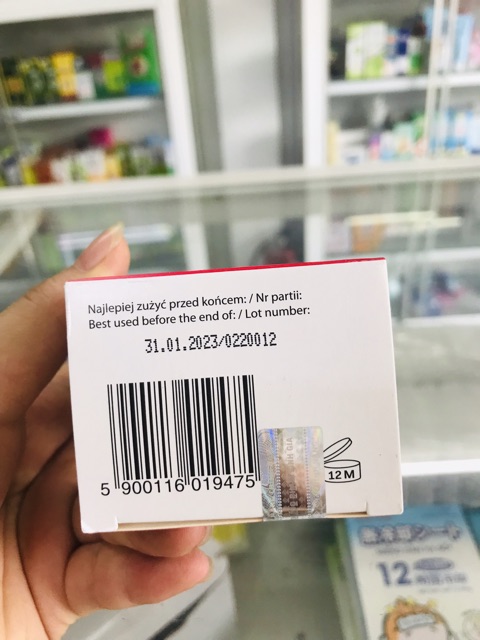 Najlepiej zużyć przed końcem: / Nr partii:
Best used before the end of: / Lot number:
31.01.2023/0220012
5 900116 019475
12 M
12